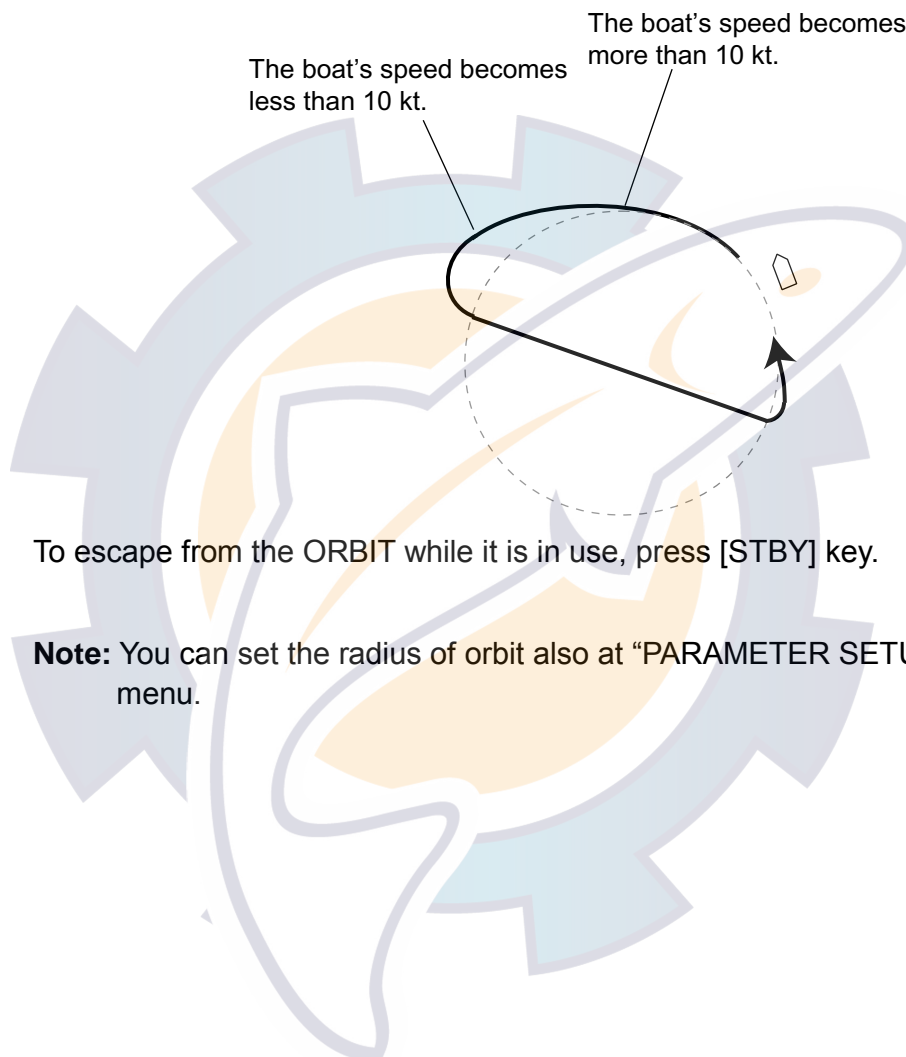 The boat’s speed becomes
more than 10 kt.
The boat’s speed becomes
less than 10 kt.
To escape from the ORBIT while it is in use, press [STBY] key.
Note: You can set the radius of orbit also at “PARAMETER
menu.